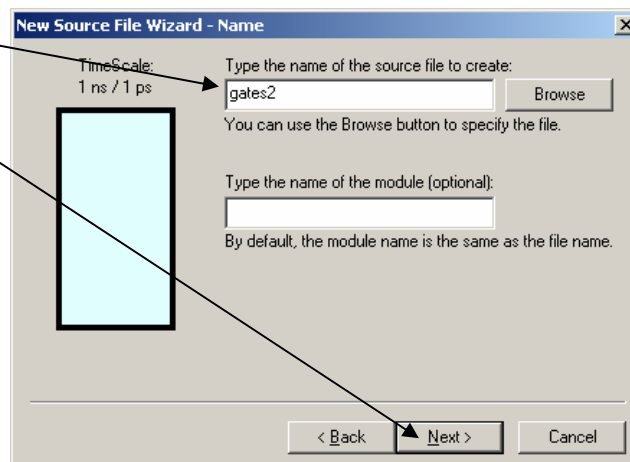 New Source File Wizard - Name
TimeScale:
1 ns / 1 ps
Type the name of the source file to create:
gates2
Browse
You can use the Browse button to specify the file.
Type the name of the module (optional):
By default, the module name is the same as the file name.
< Back
Next >
Cancel